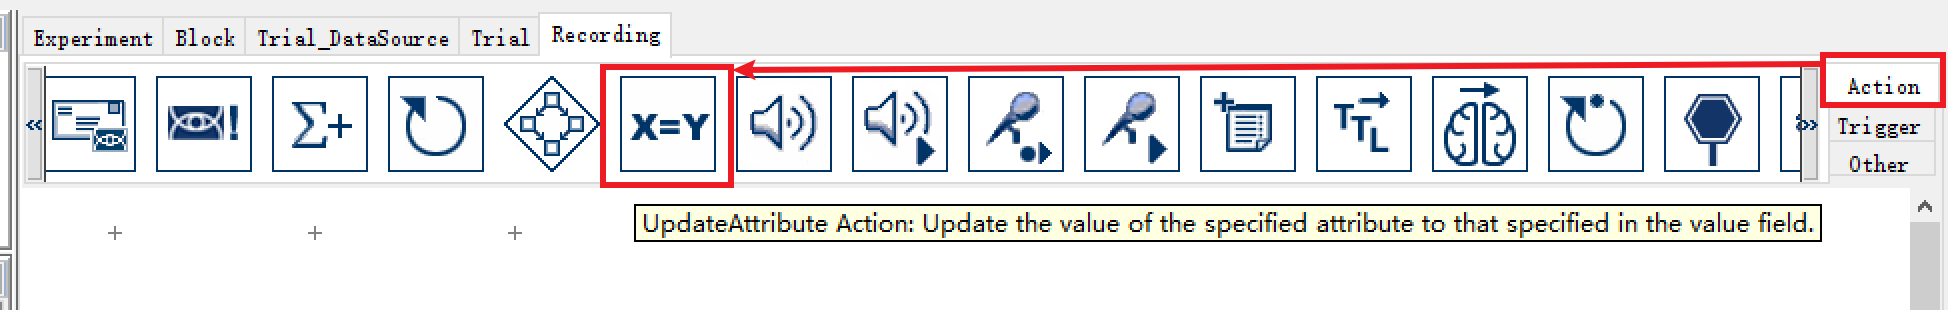 Experiment Block Trial_DataSource Trial Recording
« ! Σ+ X=Y TTL »
Action
Trigger
Other
UpdateAttribute Action: Update the value of the specified attribute to that specified in the value field.